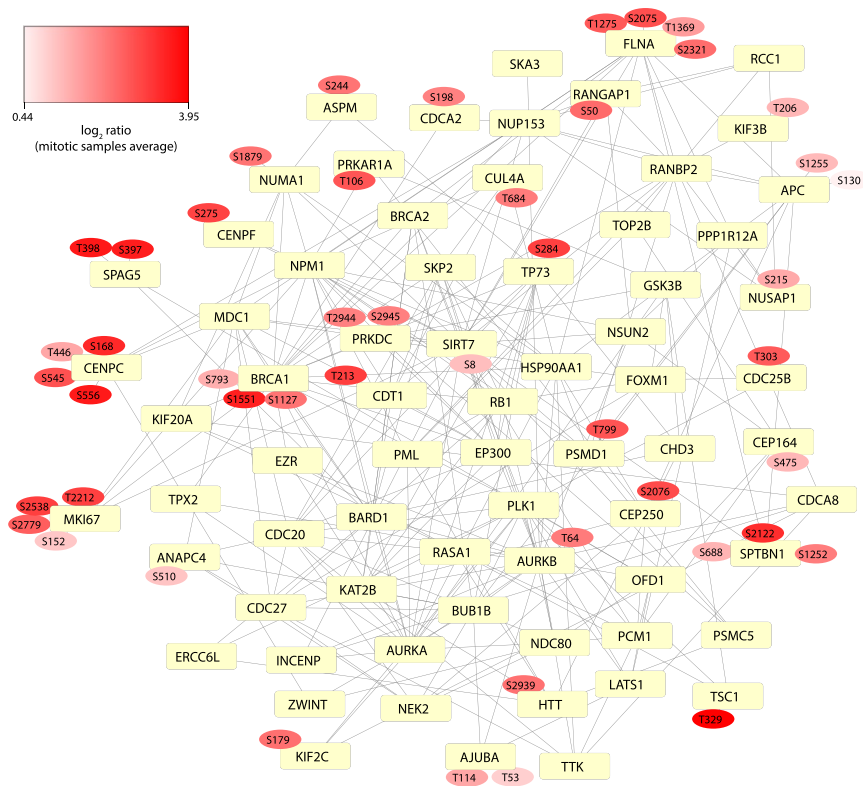 T1275
S2075
T1369
FLNA
S2321
RCC1
SKA3
S244
ASPM
S198
CDCA2
RANGAP1
S50
NUP153
T206
KIF3B
0.44
3.95
log2 ratio
(mitotic samples average)
S1879
NUMA1
PRKAR1A
T106
CUL4A
T684
RANBP2
S1255
S130
APC
S275
CENPF
BRCA2
TOP2B
PPP1R12A
T398
S397
SPAG5
NPM1
SKP2
S284
TP73
GSK3B
S215
NUSAP1
MDC1
T2944
S2945
PRKDC
SIRT7
S8
NSUN2
T446
S168
CENPC
S545
S556
S793
BRCA1
S1551
S1127
T213
CDT1
HSP90AA1
FOXM1
T303
CDC25B
RB1
KIF20A
T799
PSMD1
CHD3
CEP164
S475
EZR
PML
EP300
S2538
T2212
MKI67
S2779
S152
TPX2
BARD1
PLK1
S2076
CEP250
CDCA8
CDC20
RASA1
T64
AURKB
S2122
S688
SPTBN1
S1252
ANAPC4
S510
KAT2B
OFD1
CDC27
BUB1B
NDC80
PCM1
PSMC5
ERCC6L
INCENP
AURKA
LATS1
TSC1
T329
ZWINT
NEK2
S2939
HTT
S179
KIF2C
AJUBA
T114
T53
TTK